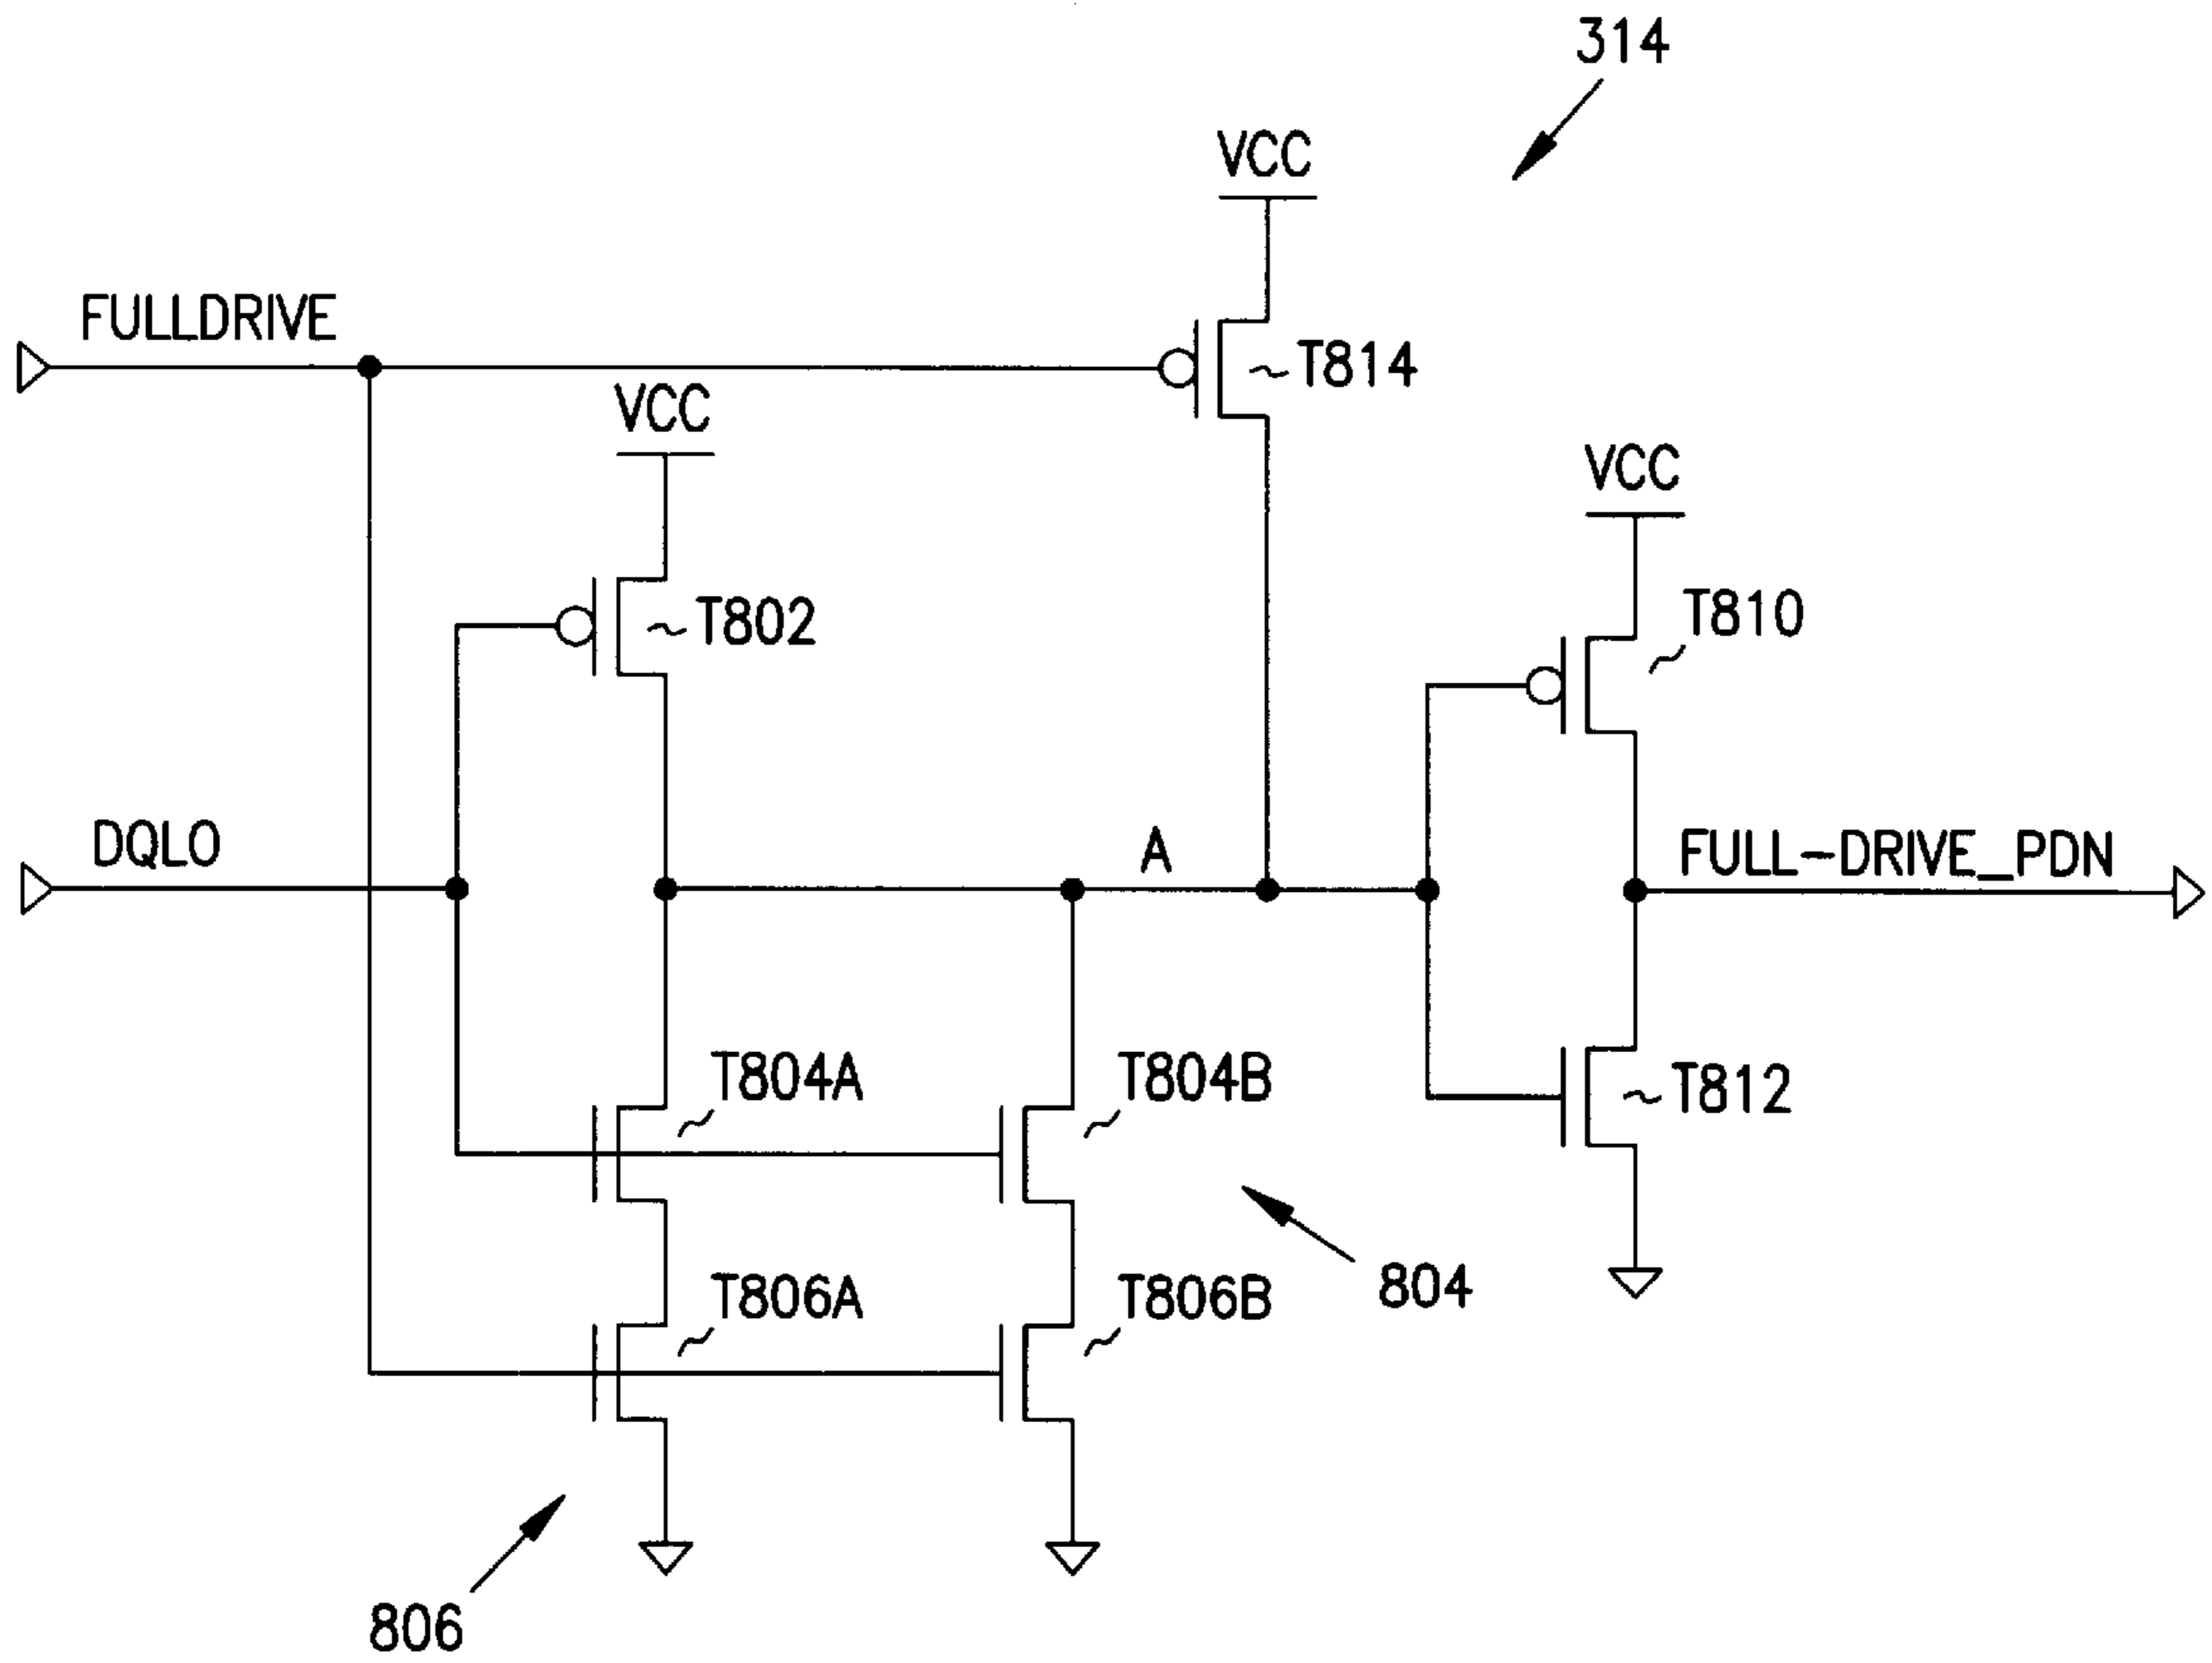 314
VCC
FULLDRIVE
T814
VCC
VCC
T802
T810
DQLO
A
FULL-DRIVE_PDN
T804A
T804B
T812
804
T806A
T806B
806